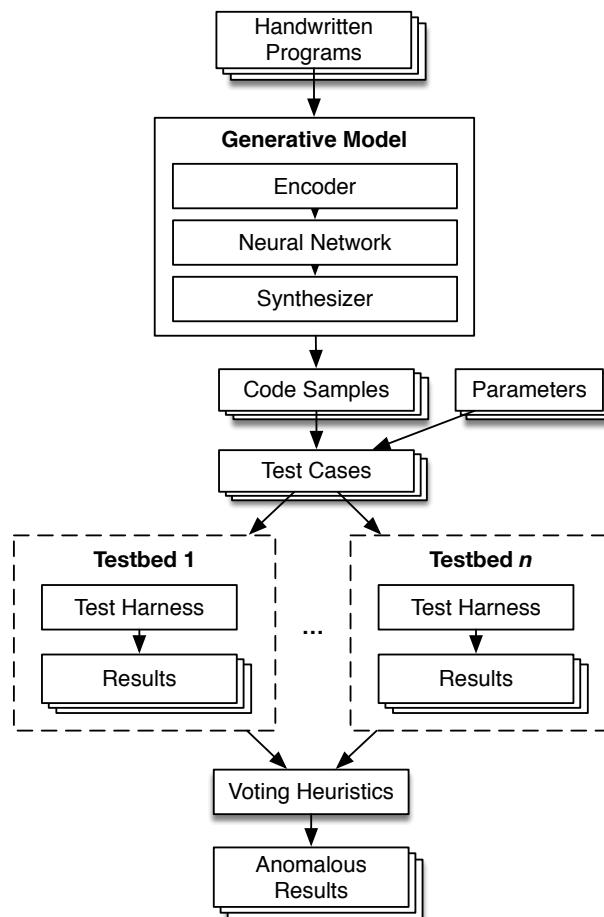 Handwritten
Programs
Generative Model
Encoder
Neural Network
Synthesizer
Code Samples
Parameters
Test Cases
Testbed 1
Test Harness
Results
...
Testbed n
Test Harness
Results
Voting Heuristics
Anomalous
Results